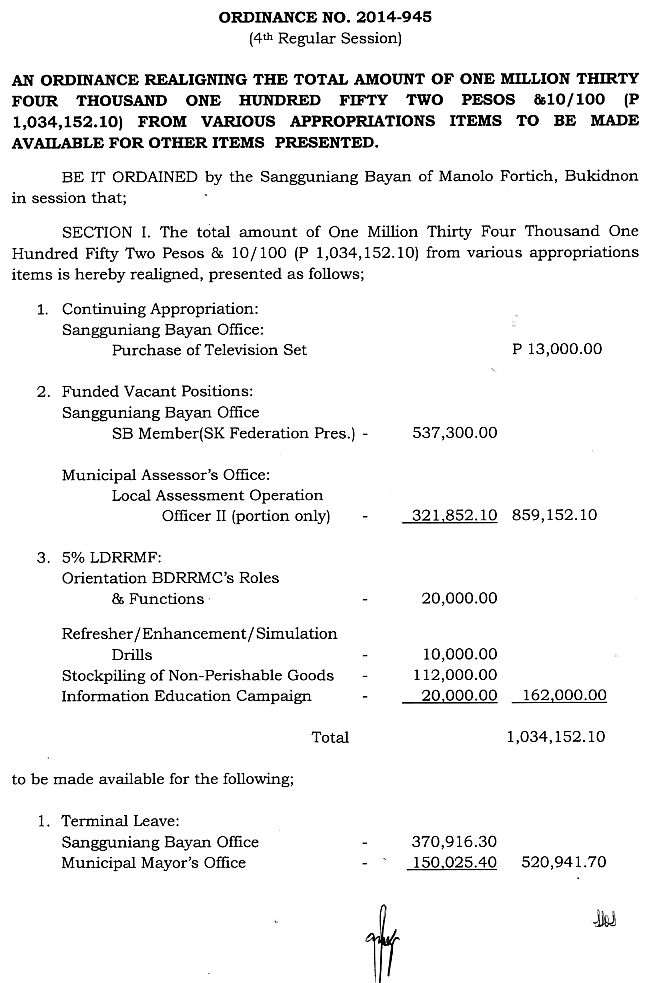 ORDINANCE NO. 2014-945
(4th Regular Session)
AN ORDINANCE REALIGNING THE TOTAL AMOUNT OF ONE MILLION THIRTY
FOUR THOUSAND ONE HUNDRED FIFTY TWO PESOS &10/100 (P
1,034,152.10) FROM VARIOUS APPROPRIATIONS ITEMS TO BE MADE
AVAILABLE FOR OTHER ITEMS PRESENTED.
BE IT ORDAINED by the Sangguniang Bayan of Manolo Fortich, Bukidnon
in session that;
SECTION I. The total amount of One Million Thirty Four Thousand One
Hundred Fifty Two Pesos & 10/100 (P 1,034,152.10) from various appropriations
items is hereby realigned, presented as follows;
1. Continuing Appropriation:
Sangguniang Bayan Office:
Purchase of Television Set P 13,000.00
2. Funded Vacant Positions:
Sangguniang Bayan Office
SB Member(SK Federation Pres.) - 537,300.00
Municipal Assessor's Office:
Local Assessment Operation
Officer II (portion only) - 321,852.10 859,152.10
3. 5% LDRRMF:
Orientation BDRRMC's Roles
& Functions - 20,000.00
Refresher/Enhancement/Simulation
Drills - 10,000.00
Stockpiling of Non-Perishable Goods - 112,000.00
Information Education Campaign - 20,000.00 162,000.00
Total 1,034,152.10
to be made available for the following;
1. Terminal Leave:
Sangguniang Bayan Office - 370,916.30
Municipal Mayor's Office - 150,025.40 520,941.70